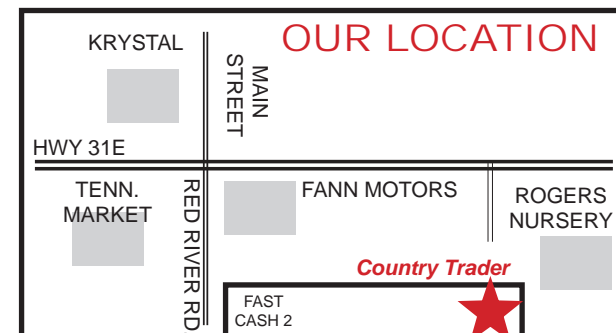 OUR LOCATION
KRYSTAL
MAIN
STREET
HWY 31E
TENN.
MARKET
RED RIVER RD
FANN MOTORS
ROGERS
NURSERY
Country Trader
FAST
CASH 2